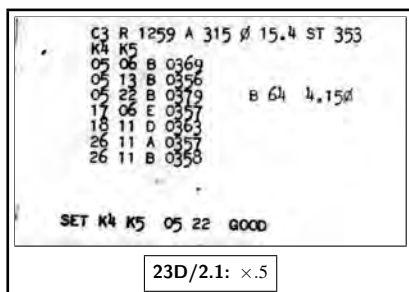 C3 R 1259 A 315 Ø 15.4 ST 353
K4 K5
05 06 B 0369
05 13 B 0356
05 22 B 0379 B 64 4.15Ø
17 06 E 0357
18 11 D 0363
26 11 A 0357
26 11 B 0358
SET K4 K5 05 22 GOOD
23D/2.1: ×.5